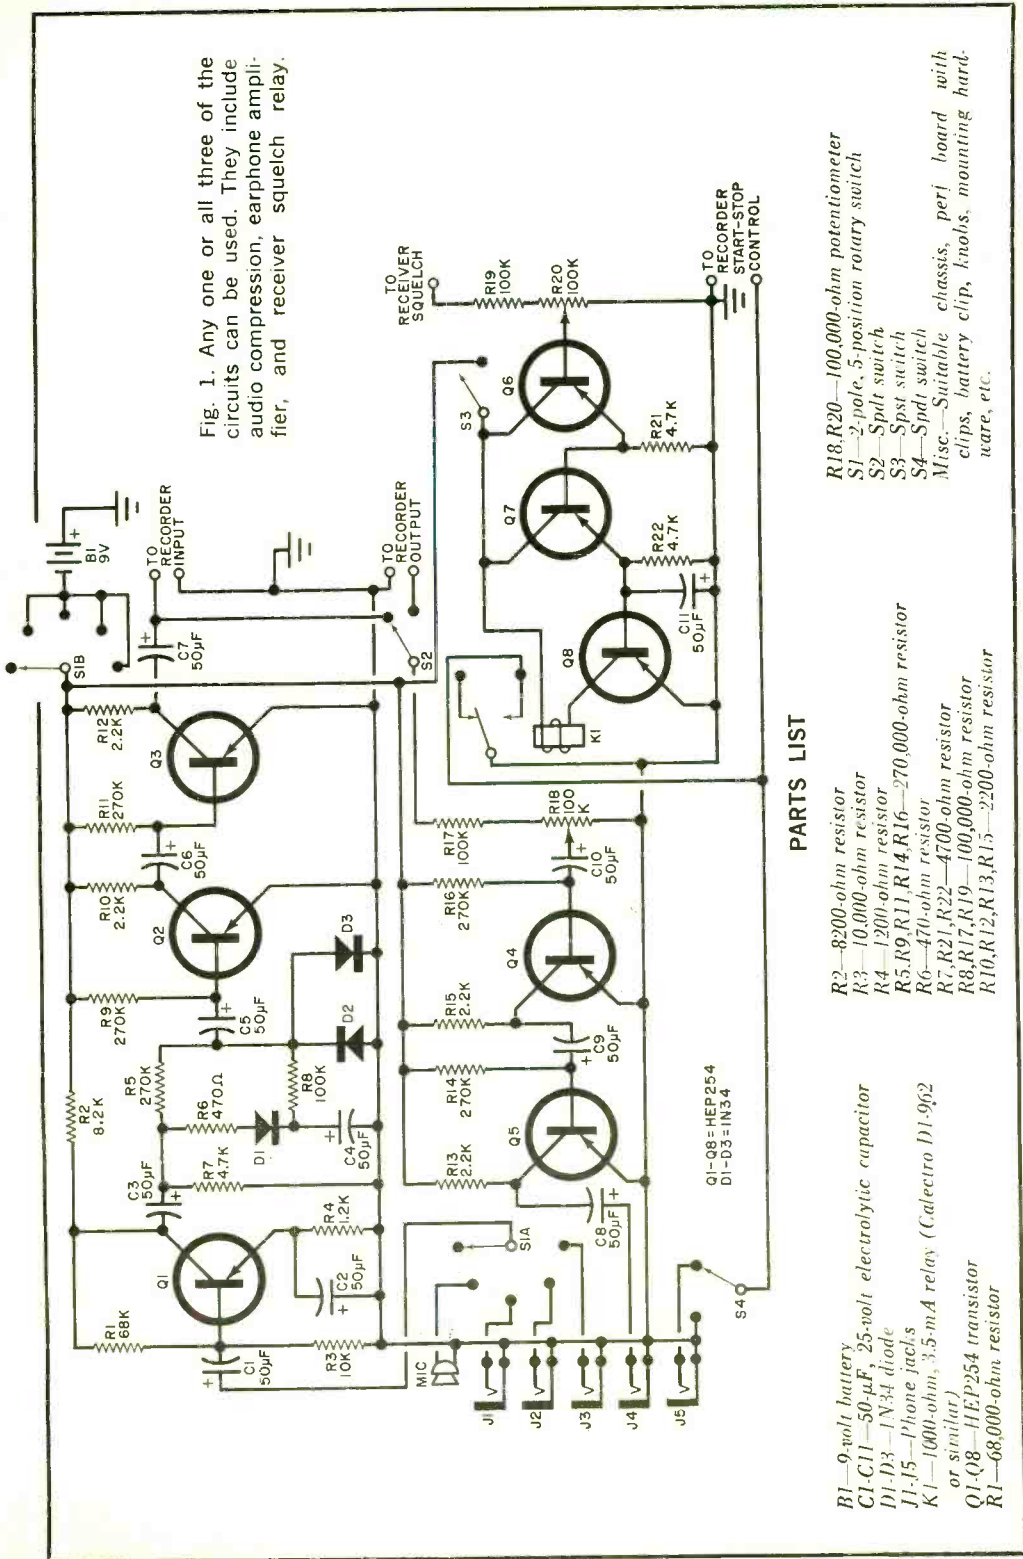 Fig. 1. Any one or all three of the
circuits can be used. They include
audio compression, earphone ampli-
fier, and receiver squelch relay.
S1B
B1
9V
R1
68K
R2
8.2K
R9
270K
R10
2.2K
R11
270K
R12
2.2K
C7
50µF
TO
RECORDER
INPUT
C3
50µF
R5
270K
R6
470Ω
R7
4.7K
D1
R8
100K
C4
50µF
C5
50µF
C6
50µF
Q1
Q2
Q3
D2
D3
C1
50µF
R3
10K
C2
50µF
R4
1.2K
S2
TO
RECORDER
OUTPUT
MIC
S1A
J1
J2
J3
J4
J5
C8
50µF
R13
2.2K
R14
270K
R15
2.2K
R16
270K
R17
100K
R18
100
K
Q5
C9
50µF
Q4
C10
50µF
S4
Q1-Q8=HEP254
D1-D3=1N34
S3
TO
RECEIVER
SQUELCH
R19
100K
R20
100K
Q6
Q7
Q8
R21
4.7K
R22
4.7K
C11
50µF
K1
TO
RECORDER
START-STOP
CONTROL
PARTS LIST
B1—9-volt battery
C1-C11—50-µF, 25-volt electrolytic capacitor
D1-D3—1N34 diode
J1-J5—Phone jacks
K1—1000-ohm, 3.5-mA relay (Calectro D1-962
or similar)
Q1-Q8—HEP254 transistor
R1—68,000-ohm resistor
R2—8200-ohm resistor
R3—10,000-ohm resistor
R4—1200-ohm resistor
R5,R9,R11,R14,R16—270,000-ohm resistor
R6—470-ohm resistor
R7,R21,R22—4700-ohm resistor
R8,R17,R19—100,000-ohm resistor
R10,R12,R13,R15—2200-ohm resistor
R18,R20—100,000-ohm potentiometer
S1—2-pole, 5-position rotary switch
S2—Spdt switch
S3—Spst switch
S4—Spdt switch
Misc.—Suitable chassis, perf board with
clips, battery clip, knobs, mounting hard-
ware, etc.